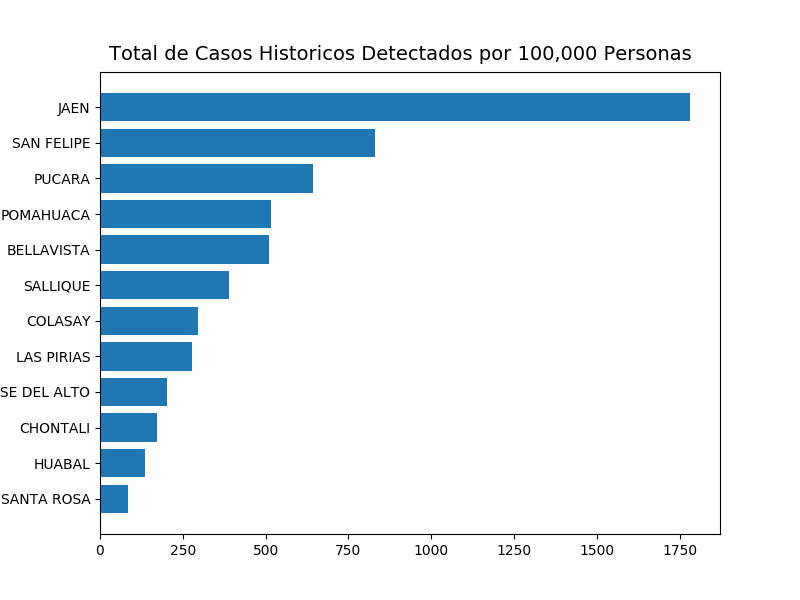 Total de Casos Historicos Detectados por 100,000 Personas
JAEN
SAN FELIPE
PUCARA
POMAHUACA
BELLAVISTA
SALLIQUE
COLASAY
LAS PIRIAS
SE DEL ALTO
CHONTALI
HUABAL
SANTA ROSA
0 250 500 750 1000 1250 1500 1750